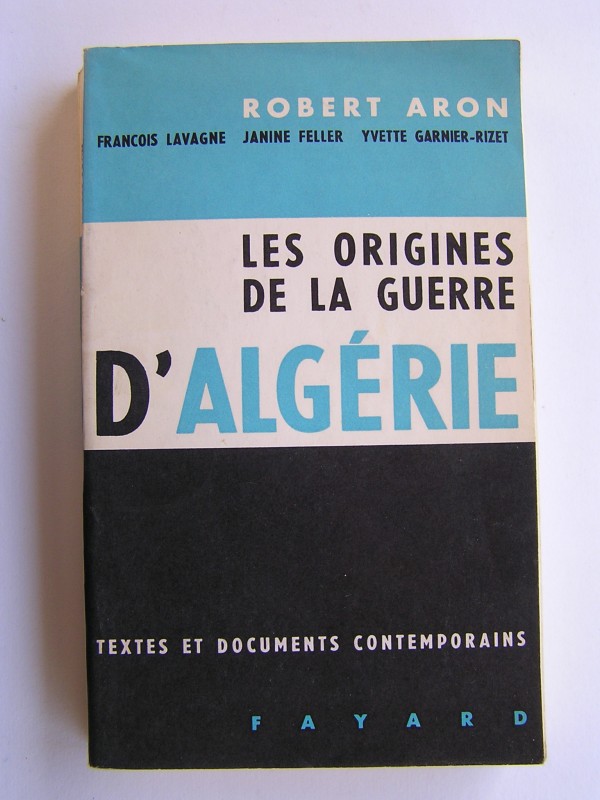 ROBERT ARON
FRANCOIS LAVAGNE JANINE FELLER YVETTE GARNIER-RIZET
LES ORIGINES
DE LA GUERRE
D'ALGÉRIE
TEXTES ET DOCUMENTS CONTEMPORAINS
FAYARD